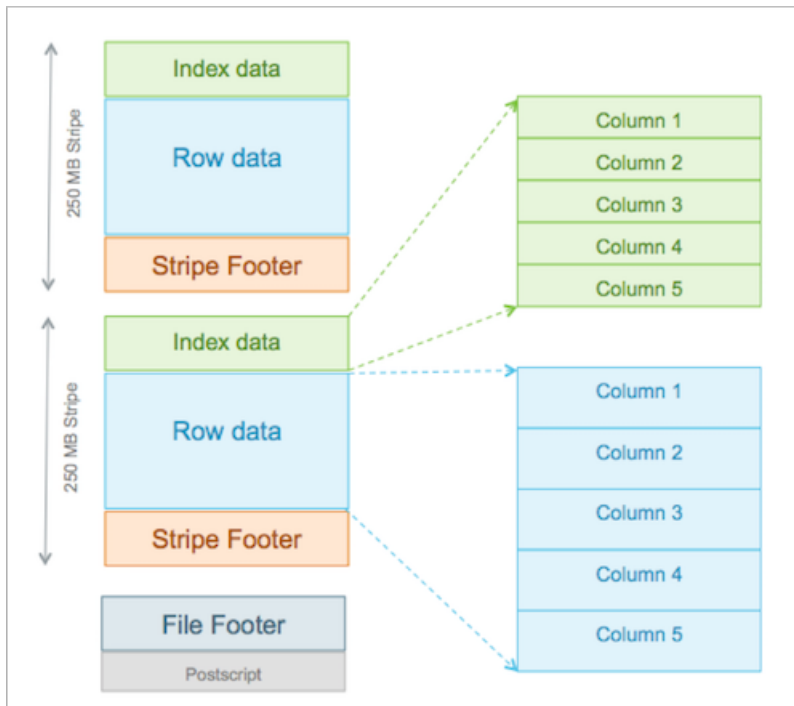 250 MB Stripe
Index data
Row data
Stripe Footer
250 MB Stripe
Index data
Row data
Stripe Footer
File Footer
Postscript
Column 1
Column 2
Column 3
Column 4
Column 5
Column 1
Column 2
Column 3
Column 4
Column 5